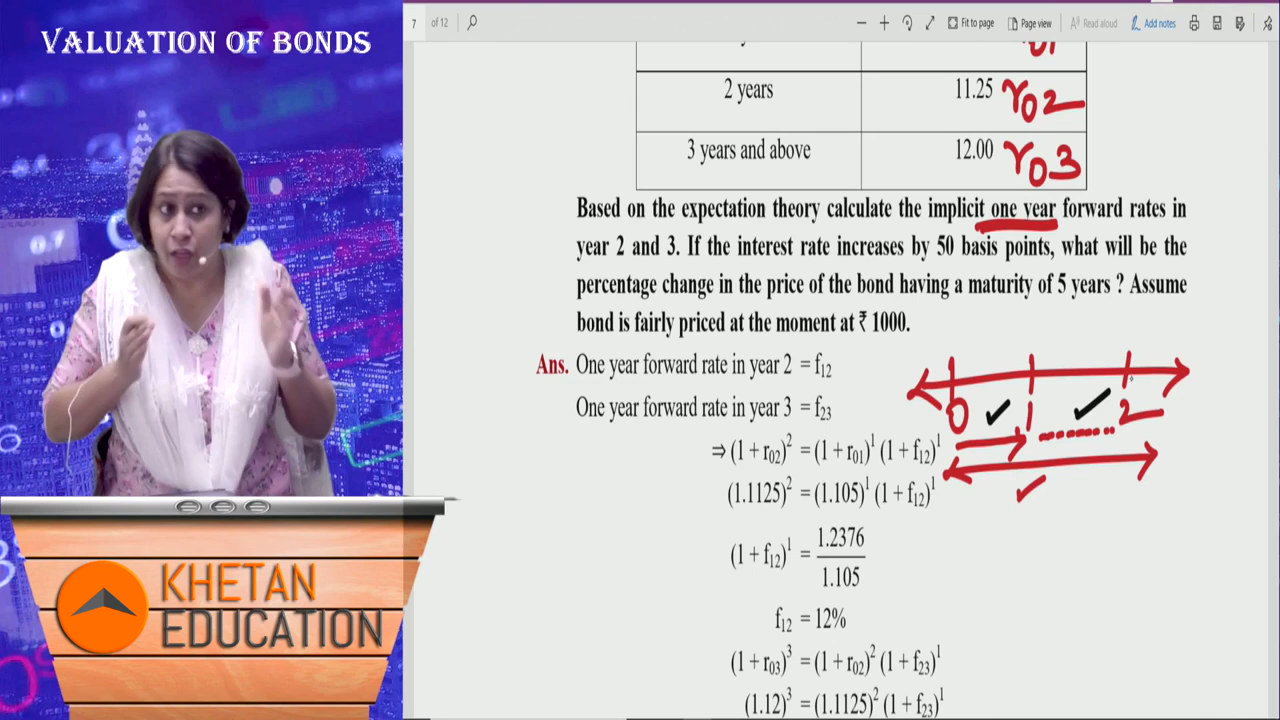 VALUATION OF BONDS
7 of 12
Fit to page
Page view
Read aloud
Add notes
2 years 11.25 r02
3 years and above 12.00 r03
Based on the expectation theory calculate the implicit one year forward rates in
year 2 and 3. If the interest rate increases by 50 basis points, what will be the
percentage change in the price of the bond having a maturity of 5 years ? Assume
bond is fairly priced at the moment at ₹ 1000.
Ans. One year forward rate in year 2 = f₁₂
One year forward rate in year 3 = f₂₃
⇒ (1 + r₀₂)² = (1 + r₀₁)¹ (1 + f₁₂)¹
(1.1125)² = (1.105)¹ (1 + f₁₂)¹
(1 + f₁₂)¹ = 1.2376
1.105
f₁₂ = 12%
(1 + r₀₃)³ = (1 + r₀₂)² (1 + f₂₃)¹
(1.12)³ = (1.1125)² (1 + f₂₃)¹
0 1 2
KHETAN
EDUCATION